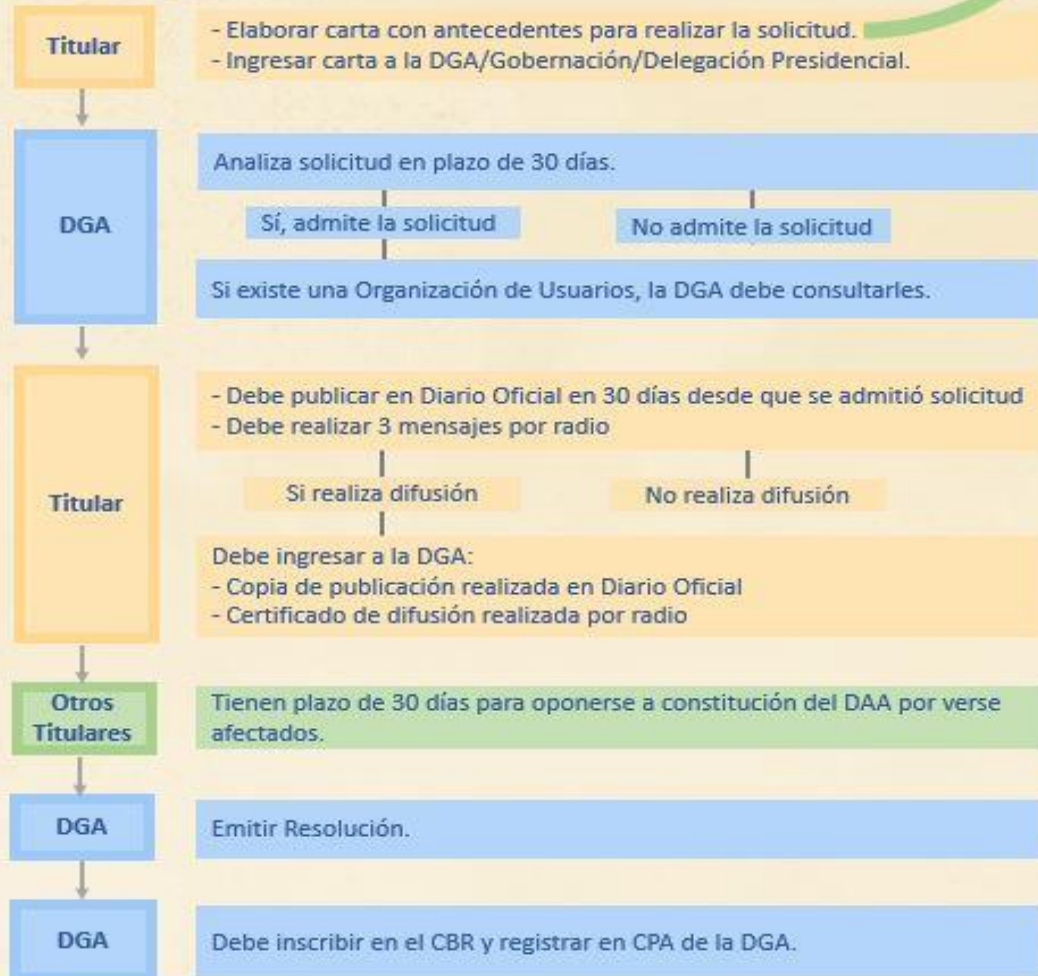 Titular
- Elaborar carta con antecedentes para realizar la solicitud.
- Ingresar carta a la DGA/Gobernación/Delegación Presidencial.
DGA
Analiza solicitud en plazo de 30 días.
Sí, admite la solicitud
No admite la solicitud
Si existe una Organización de Usuarios, la DGA debe consultarles.
Titular
- Debe publicar en Diario Oficial en 30 días desde que se admitió solicitud
- Debe realizar 3 mensajes por radio
Si realiza difusión
No realiza difusión
Debe ingresar a la DGA:
- Copia de publicación realizada en Diario Oficial
- Certificado de difusión realizada por radio
Otros
Titulares
Tienen plazo de 30 días para oponerse a constitución del DAA por verse
afectados.
DGA
Emitir Resolución.
DGA
Debe inscribir en el CBR y registrar en CPA de la DGA.